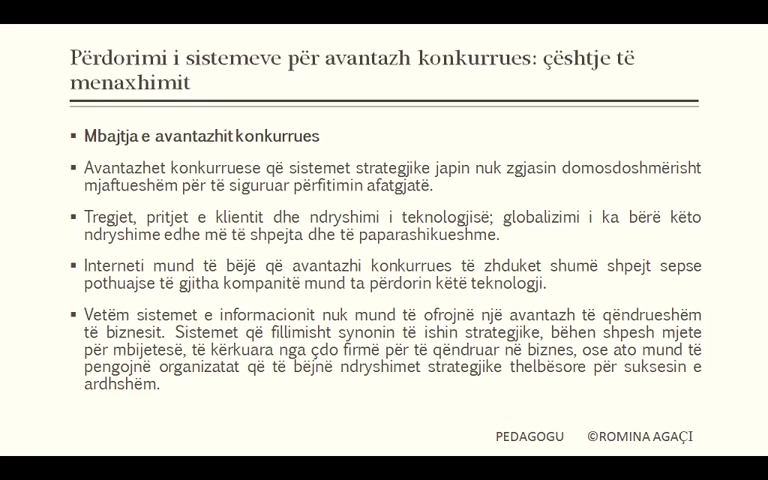 Përdorimi i sistemeve për avantazh konkurrues: çështje të
menaxhimit
▪ Mbajtja e avantazhit konkurrues
▪ Avantazhet konkurruese që sistemet strategjike japin nuk zgjasin domosdoshmërisht
mjaftueshëm për të siguruar përfitimin afatgjatë.
▪ Tregjet, pritjet e klientit dhe ndryshimi i teknologjisë; globalizimi i ka bërë këto
ndryshime edhe më të shpejta dhe të paparashikueshme.
▪ Interneti mund të bëjë që avantazhi konkurrues të zhduket shumë shpejt sepse
pothuajse të gjitha kompanitë mund ta përdorin këtë teknologji.
▪ Vetëm sistemet e informacionit nuk mund të ofrojnë një avantazh të qëndrueshëm
të biznesit. Sistemet që fillimisht synonin të ishin strategjike, bëhen shpesh mjete
për mbijetesë, të kërkuara nga çdo firmë për të qëndruar në biznes, ose ato mund të
pengojnë organizatat që të bëjnë ndryshimet strategjike thelbësore për suksesin e
ardhshëm.
PEDAGOGU ©ROMINA AGAÇI